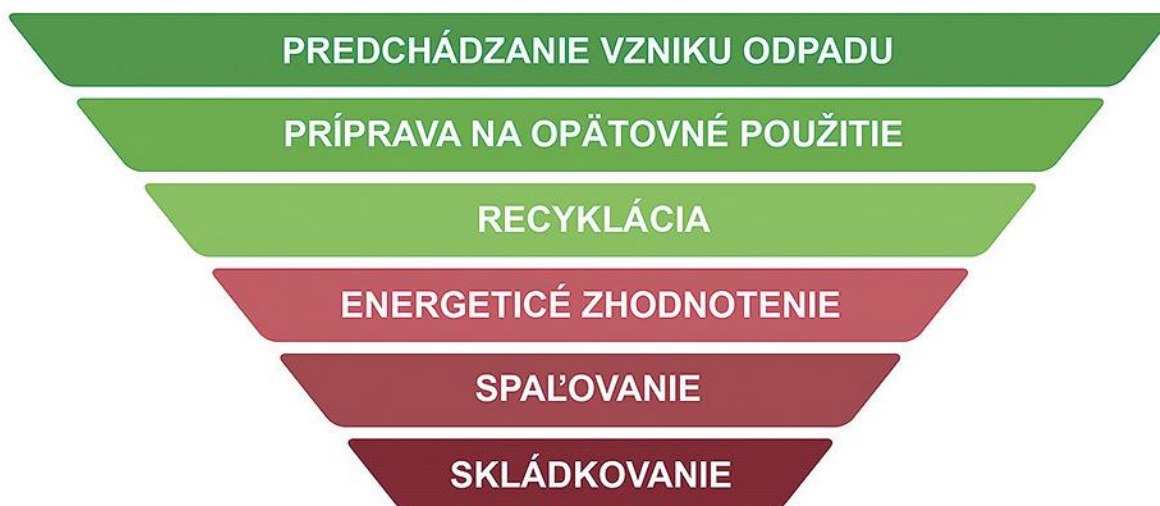 PREDCHÁDZANIE VZNIKU ODPADU
PRÍPRAVA NA OPÄTOVNÉ POUŽITIE
RECYKLÁCIA
ENERGETICÉ ZHODNOTENIE
SPAĽOVANIE
SKLÁDKOVANIE